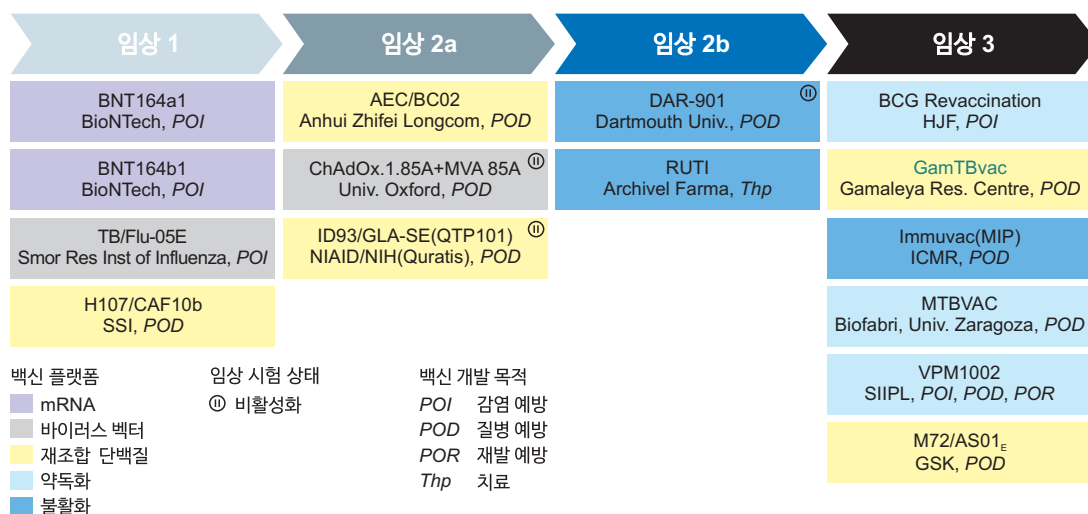 임상 1
임상 2a
임상 2b
임상 3
BNT164a1
BioNTech, POI
BNT164b1
BioNTech, POI
TB/Flu-05E
Smor Res Inst of Influenza, POI
H107/CAF10b
SSI, POD
AEC/BC02
Anhui Zhifei Longcom, POD
ChAdOx.1.85A+MVA 85A
Univ. Oxford, POD
ID93/GLA-SE(QTP101)
NIAID/NIH(Quratis), POD
DAR-901
Dartmouth Univ., POD
RUTI
Archivel Farma, Thp
BCG Revaccination
HJF, POI
GamTBvac
Gamaleya Res. Centre, POD
Immuvac(MIP)
ICMR, POD
MTBVAC
Biofabri, Univ. Zaragoza, POD
VPM1002
SIIPL, POI, POD, POR
M72/AS01E
GSK, POD
백신 플랫폼
mRNA
바이러스 벡터
재조합 단백질
약독화
불활화
임상 시험 상태
비활성화
백신 개발 목적
POI 감염 예방
POD 질병 예방
POR 재발 예방
Thp 치료